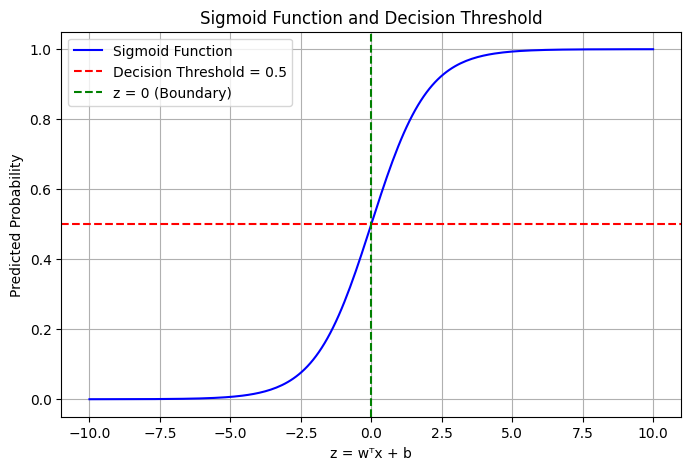 Sigmoid Function and Decision Threshold
Sigmoid Function
Decision Threshold = 0.5
z = 0 (Boundary)
Predicted Probability
1.0
0.8
0.6
0.4
0.2
0.0
−10.0 −7.5 −5.0 −2.5 0.0 2.5 5.0 7.5 10.0
z = wᵀx + b